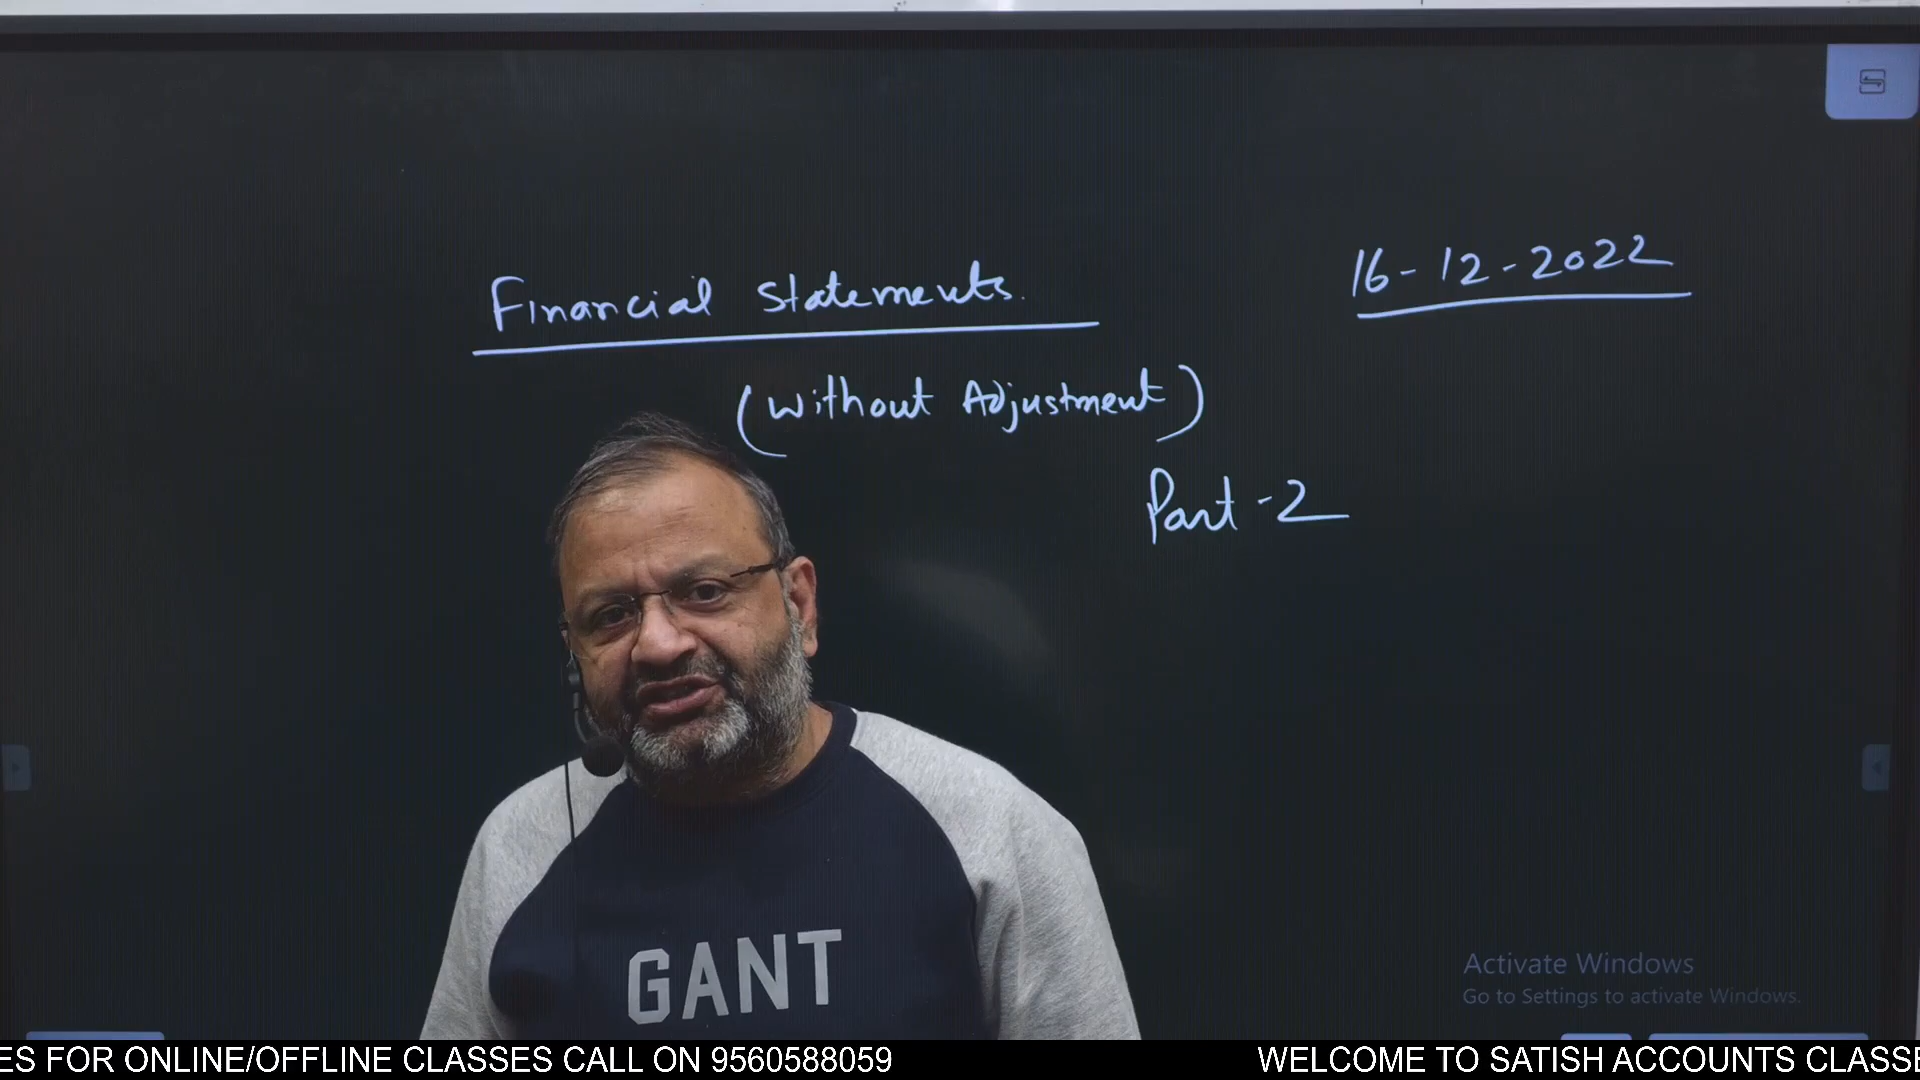 16-12-2022
Financial Statements.
(Without Adjustment)
Part-2
GANT
Activate Windows
Go to Settings to activate Windows.
ES FOR ONLINE/OFFLINE CLASSES CALL ON 9560588059 WELCOME TO SATISH ACCOUNTS CLASSE